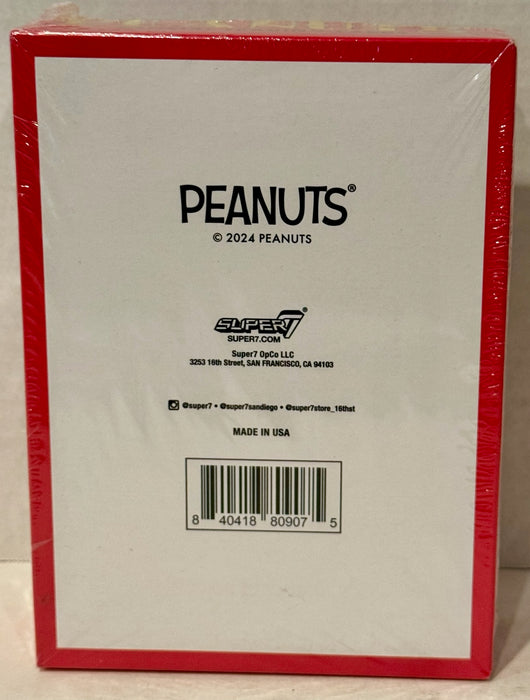 PEANUTS®
© 2024 PEANUTS
SUPER7®
SUPER7.COM
Super7 OpCo LLC
3253 16th Street, SAN FRANCISCO, CA 94103
@super7 • @super7sandiego • @super7store_16thst
MADE IN USA
8 40418 80907 5